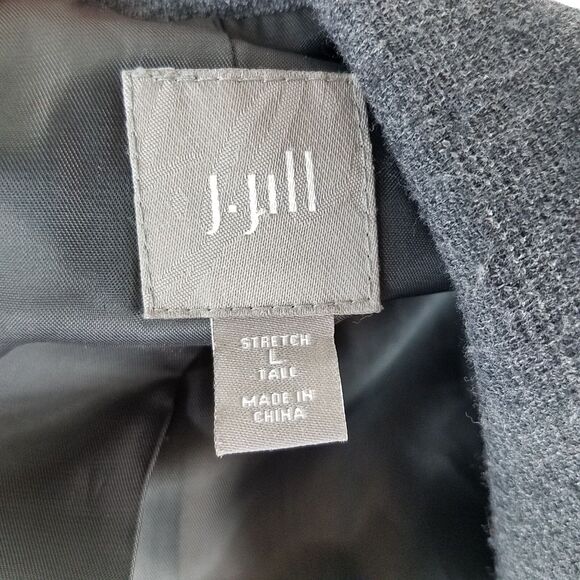 J.Jill
STRETCH
L
TALL
MADE IN
CHINA